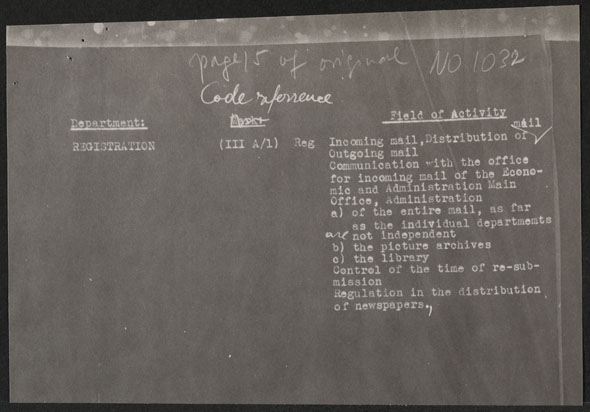 page 15 of original NO 1032
Code reference
Department:
Field of Activity
REGISTRATION (III A/1) Reg
Incoming mail, Distribution of mail
Outgoing mail
Communication with the office
for incoming mail of the Econo-
mic and Administration Main
Office, Administration
a) of the entire mail, as far
as the individual departments
are not independent
b) the picture archives
c) the library
Control of the time of re-sub-
mission
Regulation in the distribution
of newspapers.,